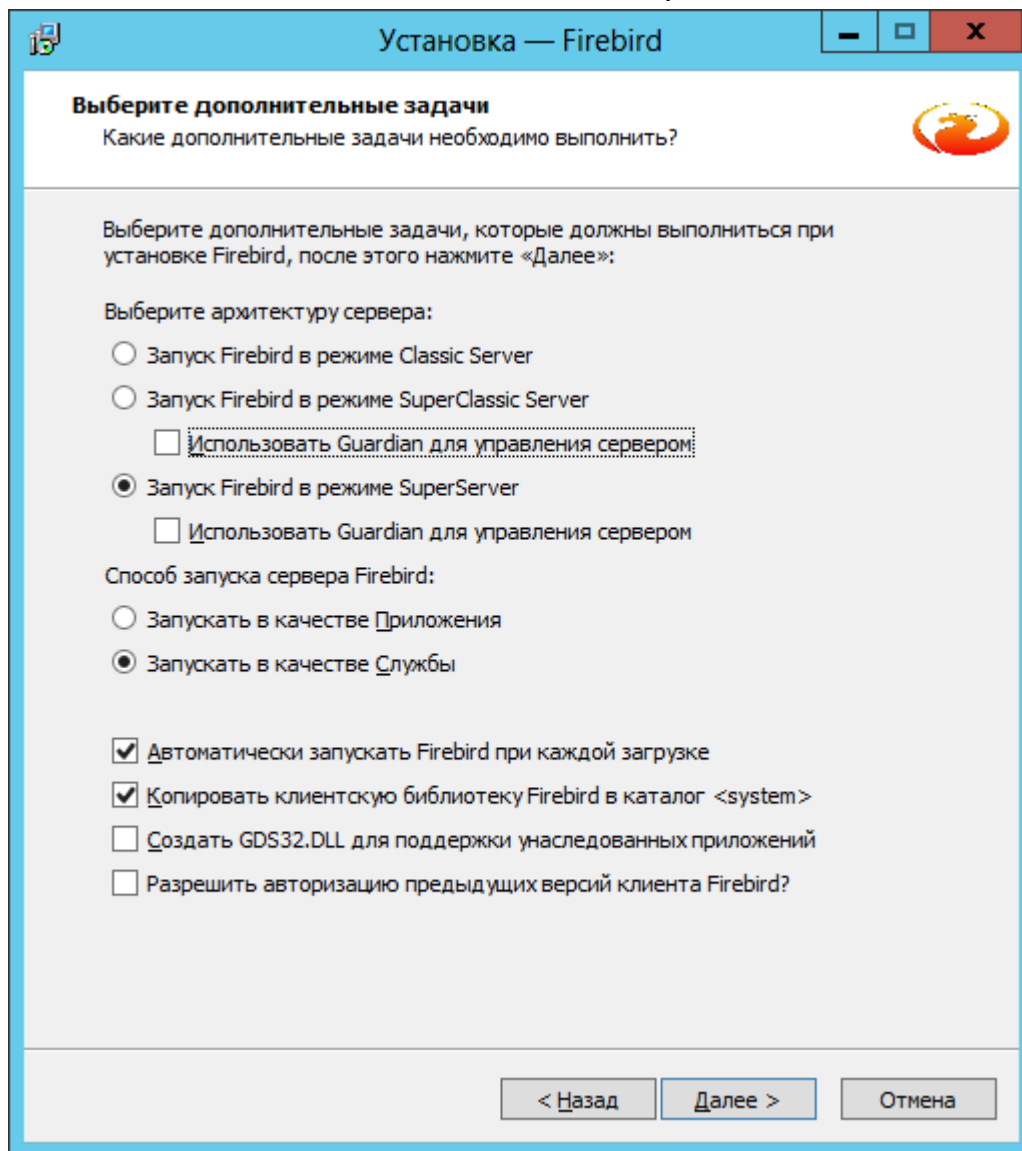 Установка — Firebird
Выберите дополнительные задачи
Какие дополнительные задачи необходимо выполнить?
Выберите дополнительные задачи, которые должны выполниться при
установке Firebird, после этого нажмите «Далее»:
Выберите архитектуру сервера:
Запуск Firebird в режиме Classic Server
Запуск Firebird в режиме SuperClassic Server
Использовать Guardian для управления сервером
Запуск Firebird в режиме SuperServer
Использовать Guardian для управления сервером
Способ запуска сервера Firebird:
Запускать в качестве Приложения
Запускать в качестве Службы
Автоматически запускать Firebird при каждой загрузке
Копировать клиентскую библиотеку Firebird в каталог <system>
Создать GDS32.DLL для поддержки унаследованных приложений
Разрешить авторизацию предыдущих версий клиента Firebird?
< Назад Далее > Отмена